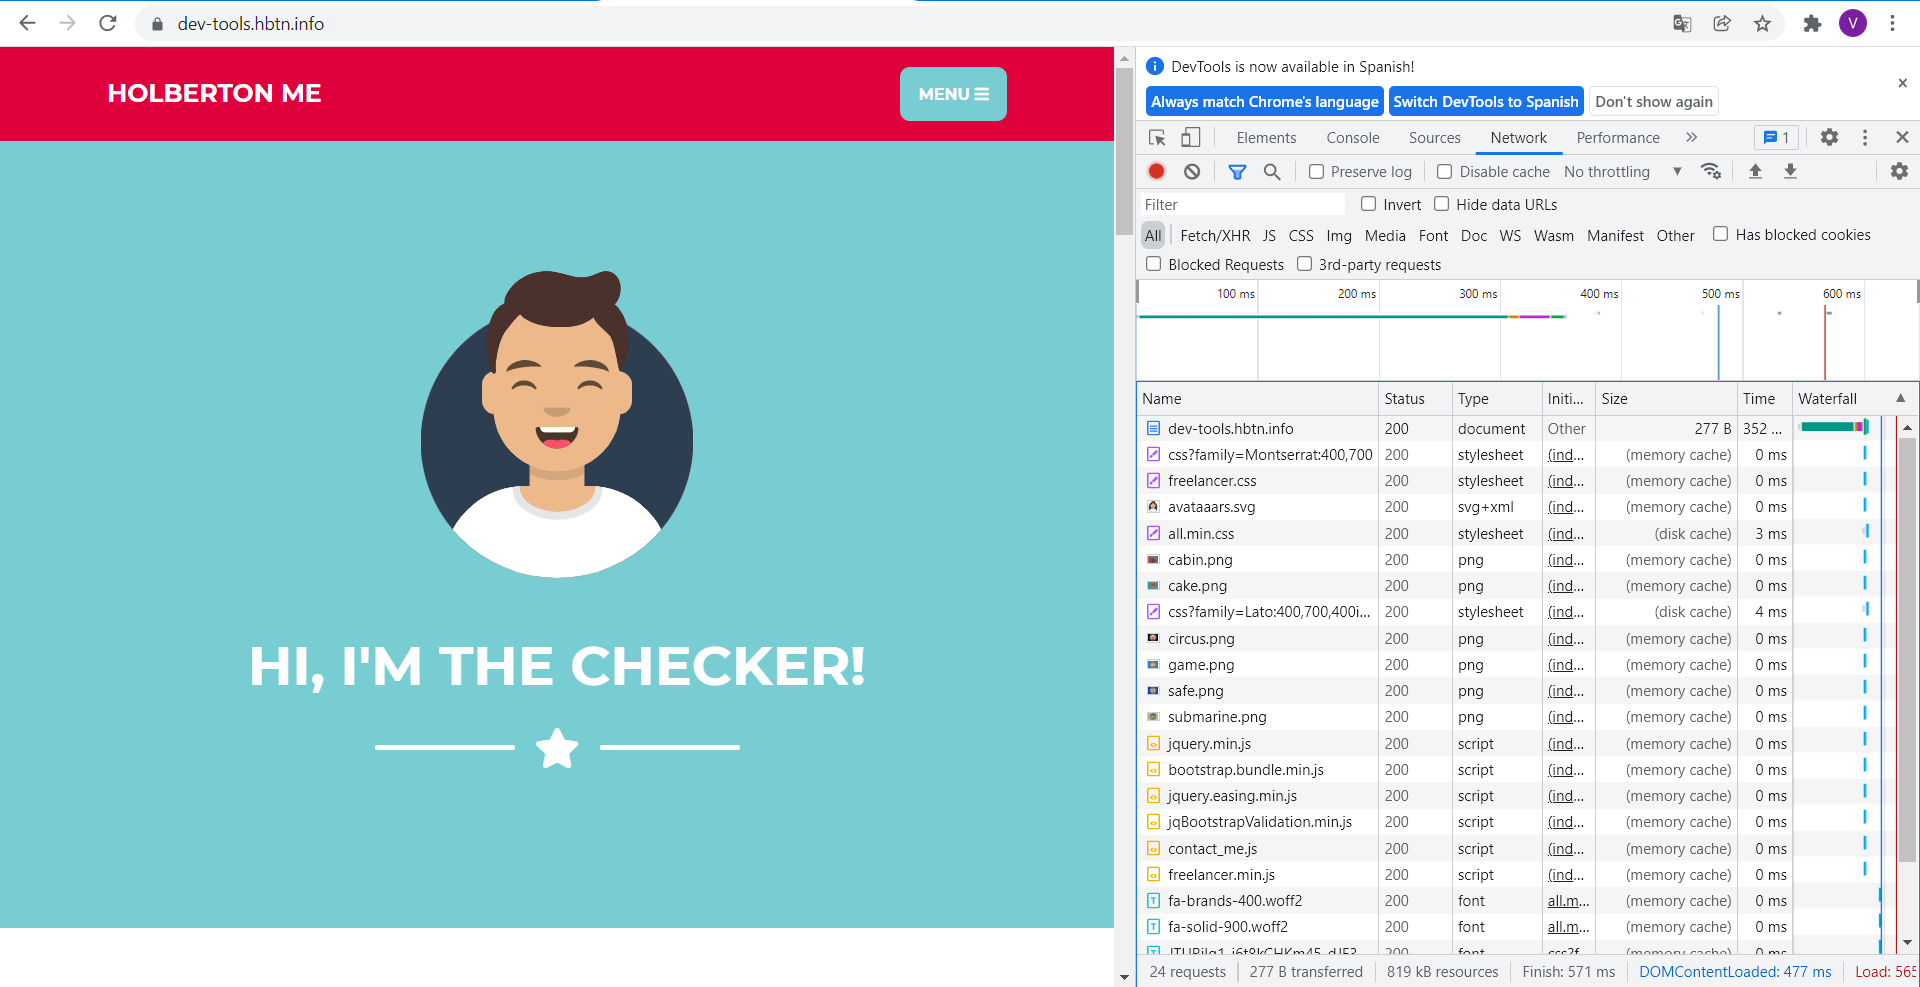 dev-tools.hbtn.info
V
HOLBERTON ME
MENU
HI, I'M THE CHECKER!
DevTools is now available in Spanish!
Always match Chrome's language Switch DevTools to Spanish Don't show again
Elements Console Sources Network Performance 1
Preserve log Disable cache No throttling
Filter Invert Hide data URLs
All Fetch/XHR JS CSS Img Media Font Doc WS Wasm Manifest Other Has blocked cookies
Blocked Requests 3rd-party requests
100 ms 200 ms 300 ms 400 ms 500 ms 600 ms
Name Status Type Initi... Size Time Waterfall
dev-tools.hbtn.info 200 document Other 277 B 352 ...
css?family=Montserrat:400,700 200 stylesheet (ind... (memory cache) 0 ms
freelancer.css 200 stylesheet (ind... (memory cache) 0 ms
avataaars.svg 200 svg+xml (ind... (memory cache) 0 ms
all.min.css 200 stylesheet (ind... (disk cache) 3 ms
cabin.png 200 png (ind... (memory cache) 0 ms
cake.png 200 png (ind... (memory cache) 0 ms
css?family=Lato:400,700,400i... 200 stylesheet (ind... (disk cache) 4 ms
circus.png 200 png (ind... (memory cache) 0 ms
game.png 200 png (ind... (memory cache) 0 ms
safe.png 200 png (ind... (memory cache) 0 ms
submarine.png 200 png (ind... (memory cache) 0 ms
jquery.min.js 200 script (ind... (memory cache) 0 ms
bootstrap.bundle.min.js 200 script (ind... (memory cache) 0 ms
jquery.easing.min.js 200 script (ind... (memory cache) 0 ms
jqBootstrapValidation.min.js 200 script (ind... (memory cache) 0 ms
contact_me.js 200 script (ind... (memory cache) 0 ms
freelancer.min.js 200 script (ind... (memory cache) 0 ms
fa-brands-400.woff2 200 font all.m... (memory cache) 0 ms
fa-solid-900.woff2 200 font all.m... (memory cache) 0 ms
200 font css?f... (memory cache) 0 ms
24 requests 277 B transferred 819 kB resources Finish: 571 ms DOMContentLoaded: 477 ms Load: 565